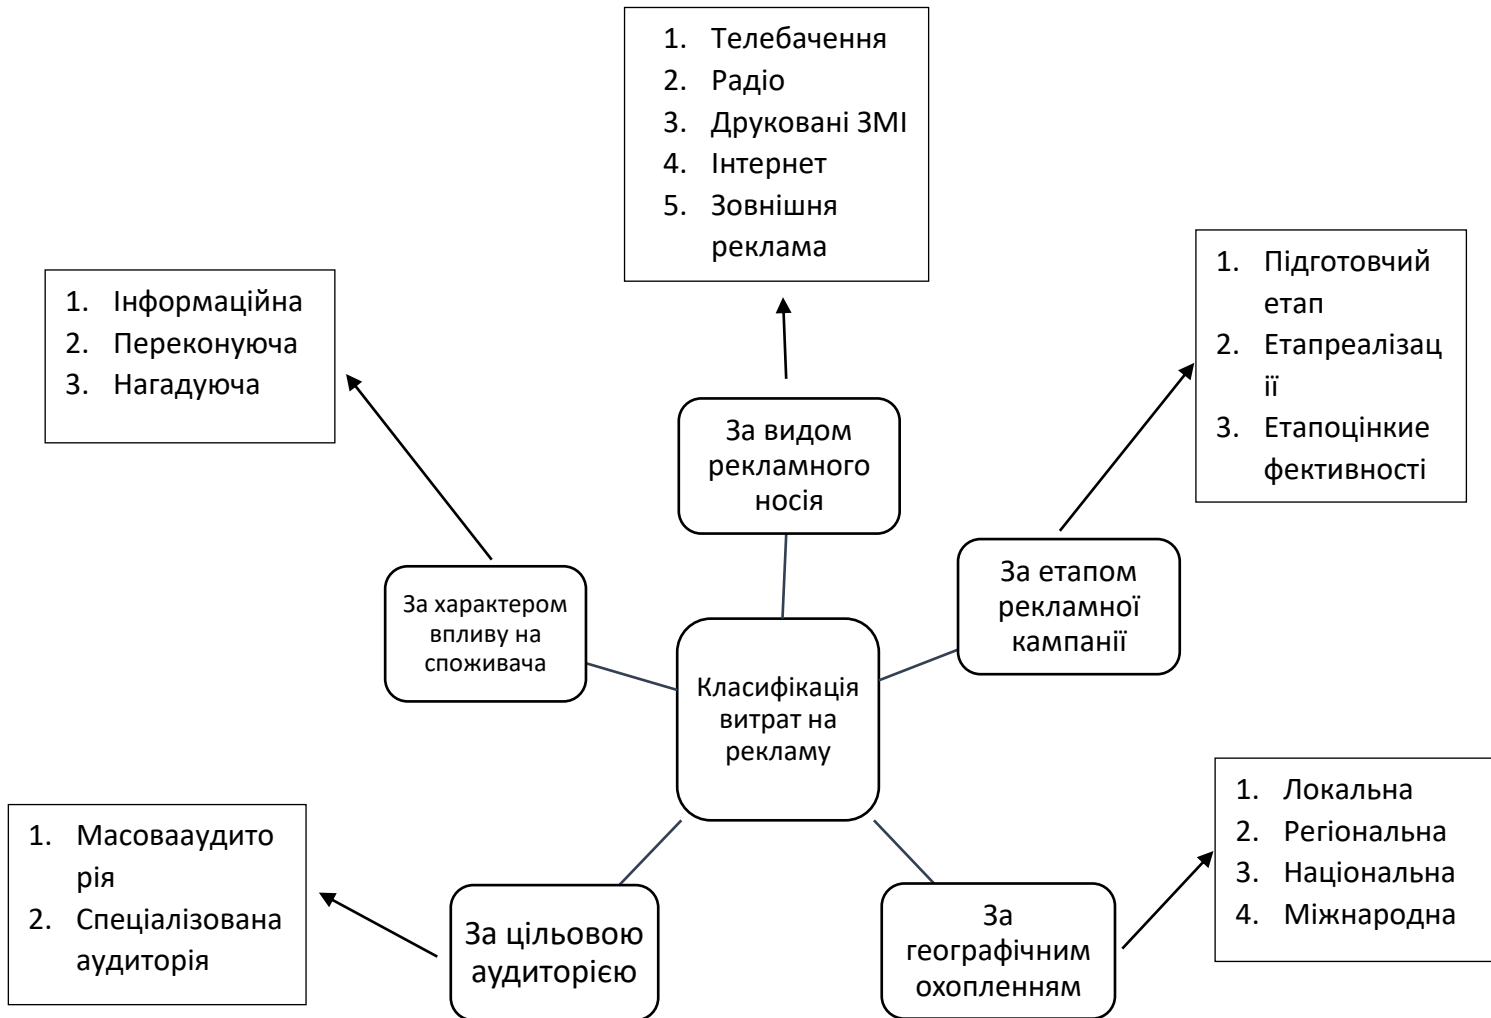 1. Телебачення
2. Радіо
3. Друковані ЗМІ
4. Інтернет
5. Зовнішня
реклама
1. Інформаційна
2. Переконуюча
3. Нагадуюча
1. Підготовчий
етап
2. Етапреалізац
ії
3. Етапоцінкие
фективності
За видом
рекламного
носія
За характером
впливу на
споживача
За етапом
рекламної
кампанії
Класифікація
витрат на
рекламу
1. Масовааудито
рія
2. Спеціалізована
аудиторія
За цільовою
аудиторією
За
географічним
охопленням
1. Локальна
2. Регіональна
3. Національна
4. Міжнародна